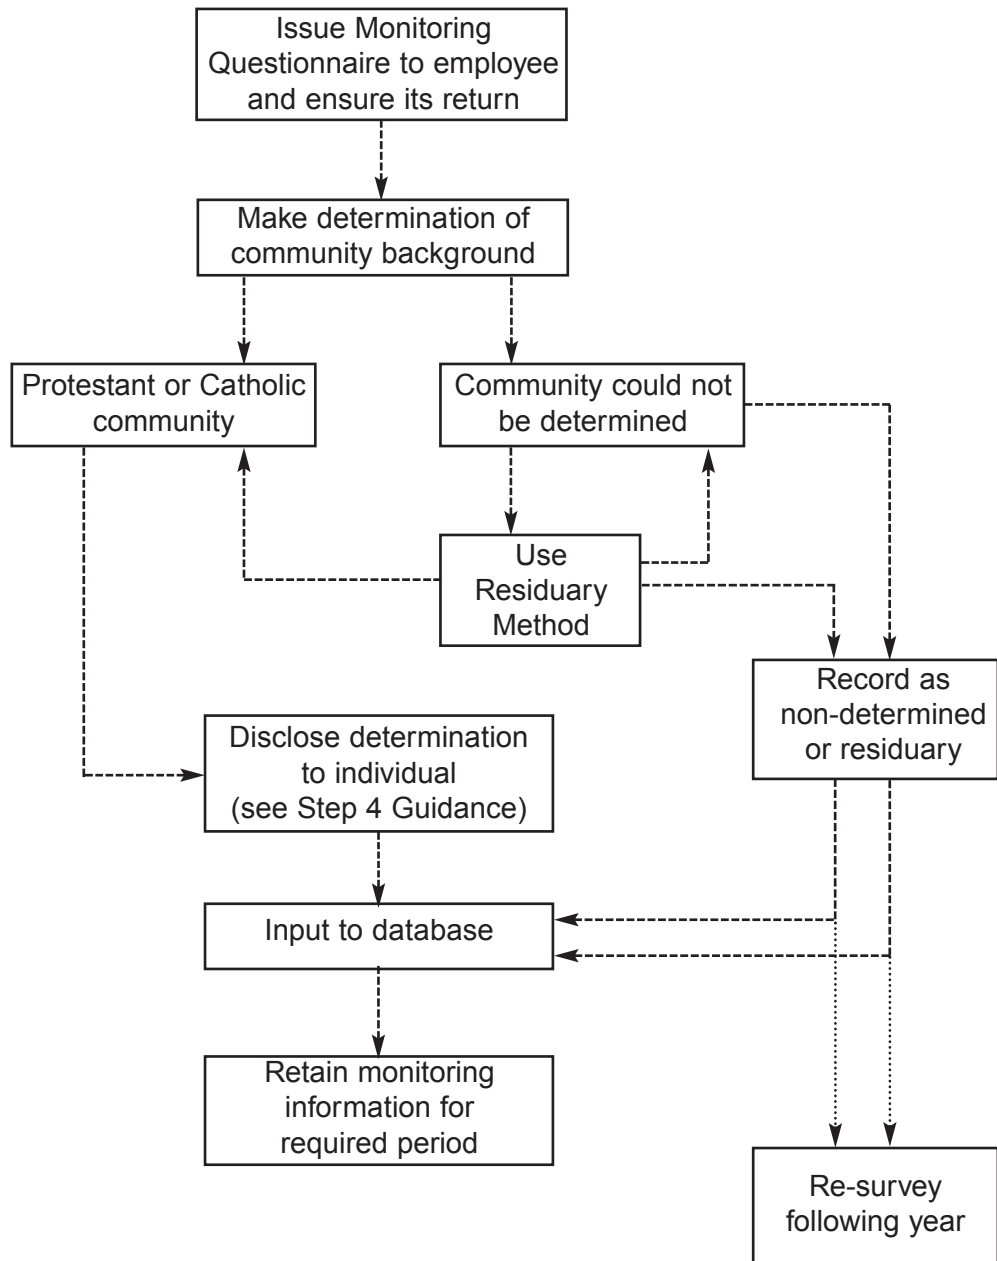 Issue Monitoring
Questionnaire to employee
and ensure its return
Make determination of
community background
Protestant or Catholic
community
Community could not
be determined
Use
Residuary
Method
Record as
non-determined
or residuary
Disclose determination
to individual
(see Step 4 Guidance)
Input to database
Retain monitoring
information for
required period
Re-survey
following year